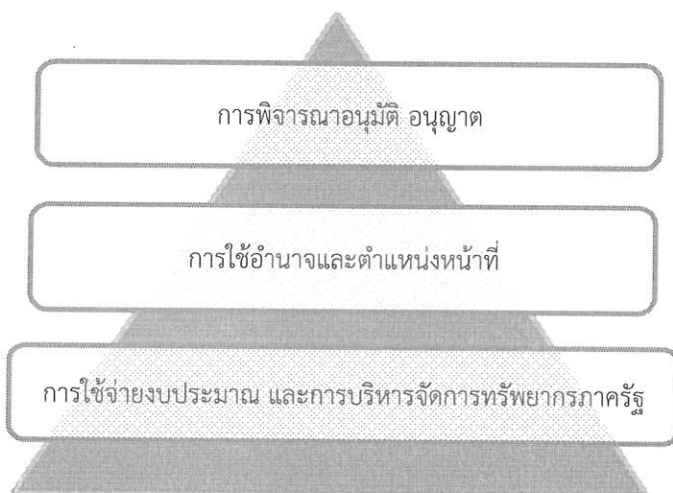 การพิจารณาอนุมัติ อนุญาต
การใช้อำนาจและตำแหน่งหน้าที่
การใช้จ่ายงบประมาณ และการบริหารจัดการทรัพยากรภาครัฐ